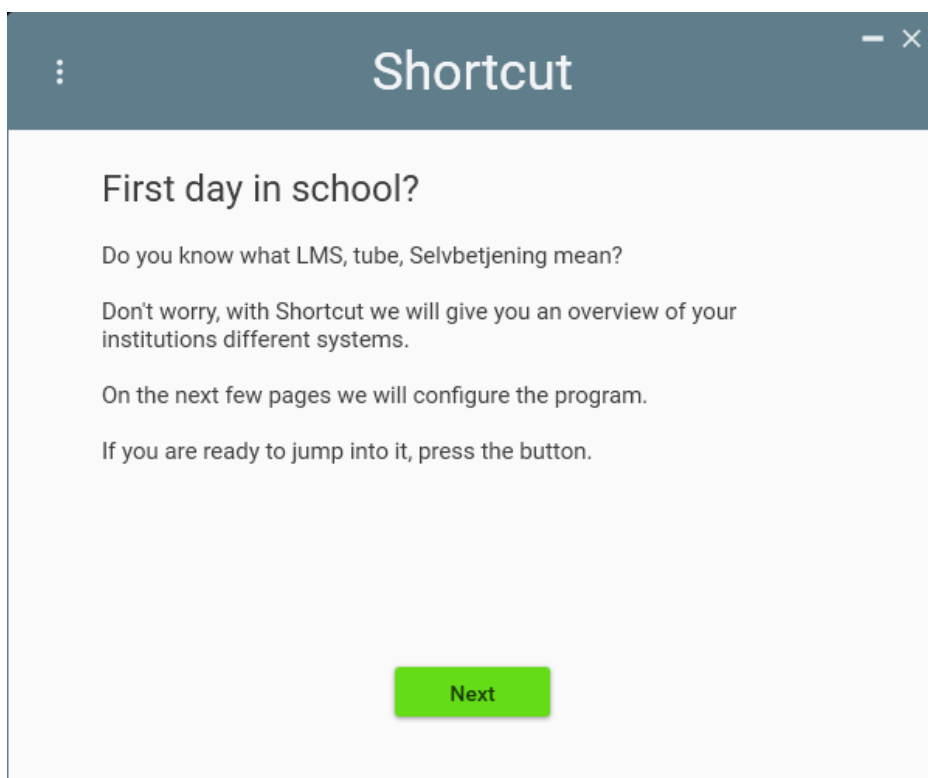 Shortcut
First day in school?
Do you know what LMS, tube, Selvbetjening mean?
Don't worry, with Shortcut we will give you an overview of your
institutions different systems.
On the next few pages we will configure the program.
If you are ready to jump into it, press the button.
Next